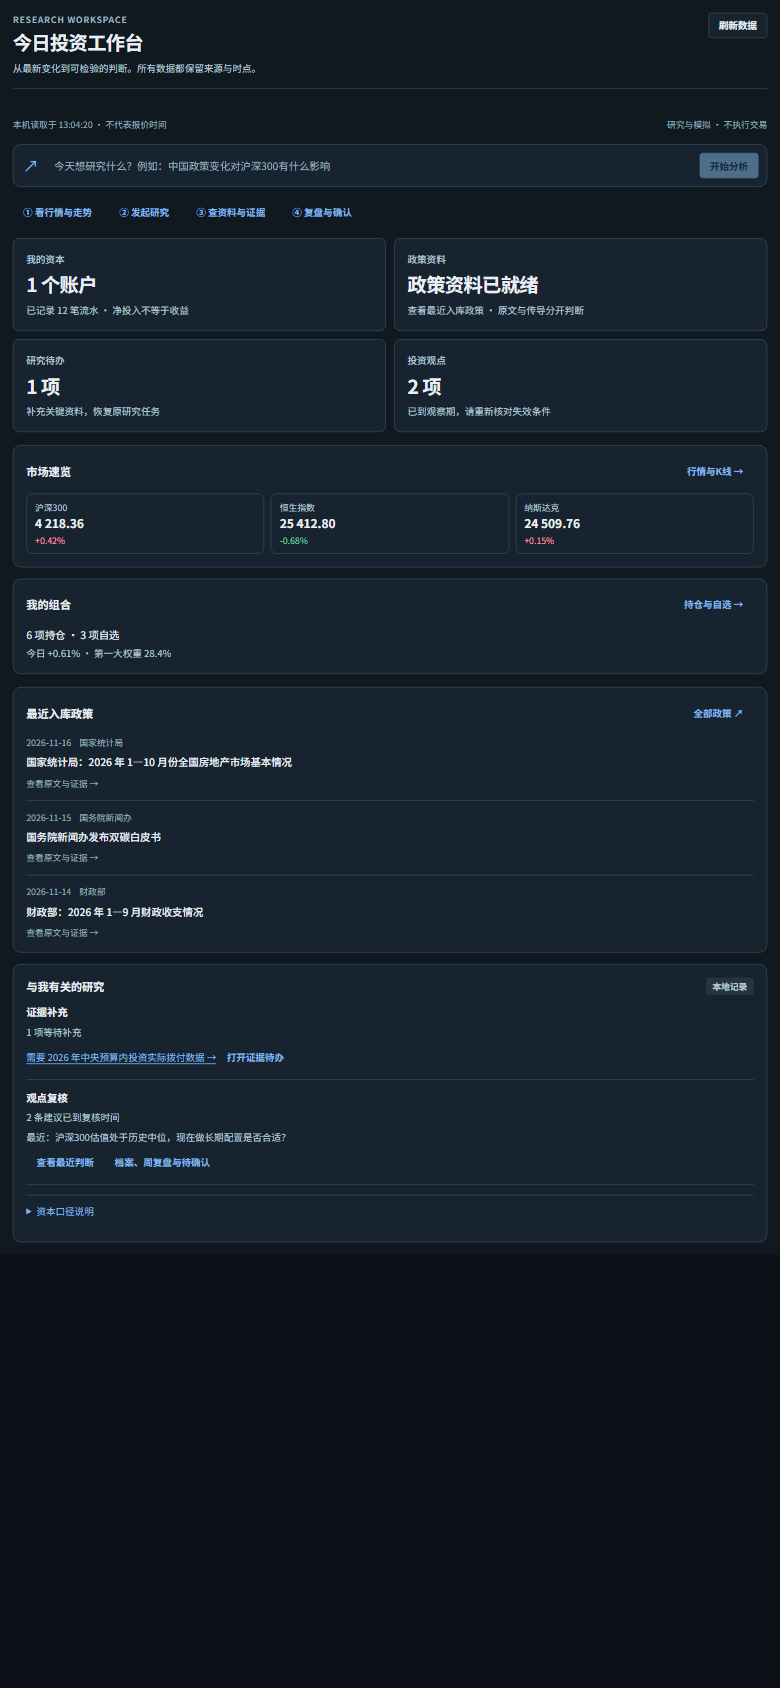 RESEARCH WORKSPACE
今日投资工作台
刷新数据
从最新变化到可检验的判断。所有数据都保留来源与时点。
本机读取于 13:04:20 · 不代表报价时间
研究与模拟 · 不执行交易
↗ 今天想研究什么？例如：中国政策变化对沪深300有什么影响
开始分析
① 看行情与走势 ② 发起研究 ③ 查资料与证据 ④ 复盘与确认
我的资本
1 个账户
已记录 12 笔流水 · 净投入不等于收益
政策资料
政策资料已就绪
查看最近入库政策 · 原文与传导分开判断
研究待办
1 项
补充关键资料，恢复原研究任务
投资观点
2 项
已到观察期，请重新核对失效条件
市场速览
行情与K线 →
沪深300
4 218.36
+0.42%
恒生指数
25 412.80
-0.68%
纳斯达克
24 509.76
+0.15%
我的组合
持仓与自选 →
6 项持仓 · 3 项自选
今日 +0.61% · 第一大权重 28.4%
最近入库政策
全部政策 ↗
2026-11-16 国家统计局
国家统计局：2026 年 1—10 月份全国房地产市场基本情况
查看原文与证据 →
2026-11-15 国务院新闻办
国务院新闻办发布双碳白皮书
查看原文与证据 →
2026-11-14 财政部
财政部：2026 年 1—9 月财政收支情况
查看原文与证据 →
与我有关的研究
本地记录
证据补充
1 项等待补充
需要 2026 年中央预算内投资实际拨付数据 → 打开证据待办
观点复核
2 条建议已到复核时间
最近：沪深300估值处于历史中位，现在做长期配置是否合适？
查看最近判断 档案、周复盘与待确认
▶ 资本口径说明